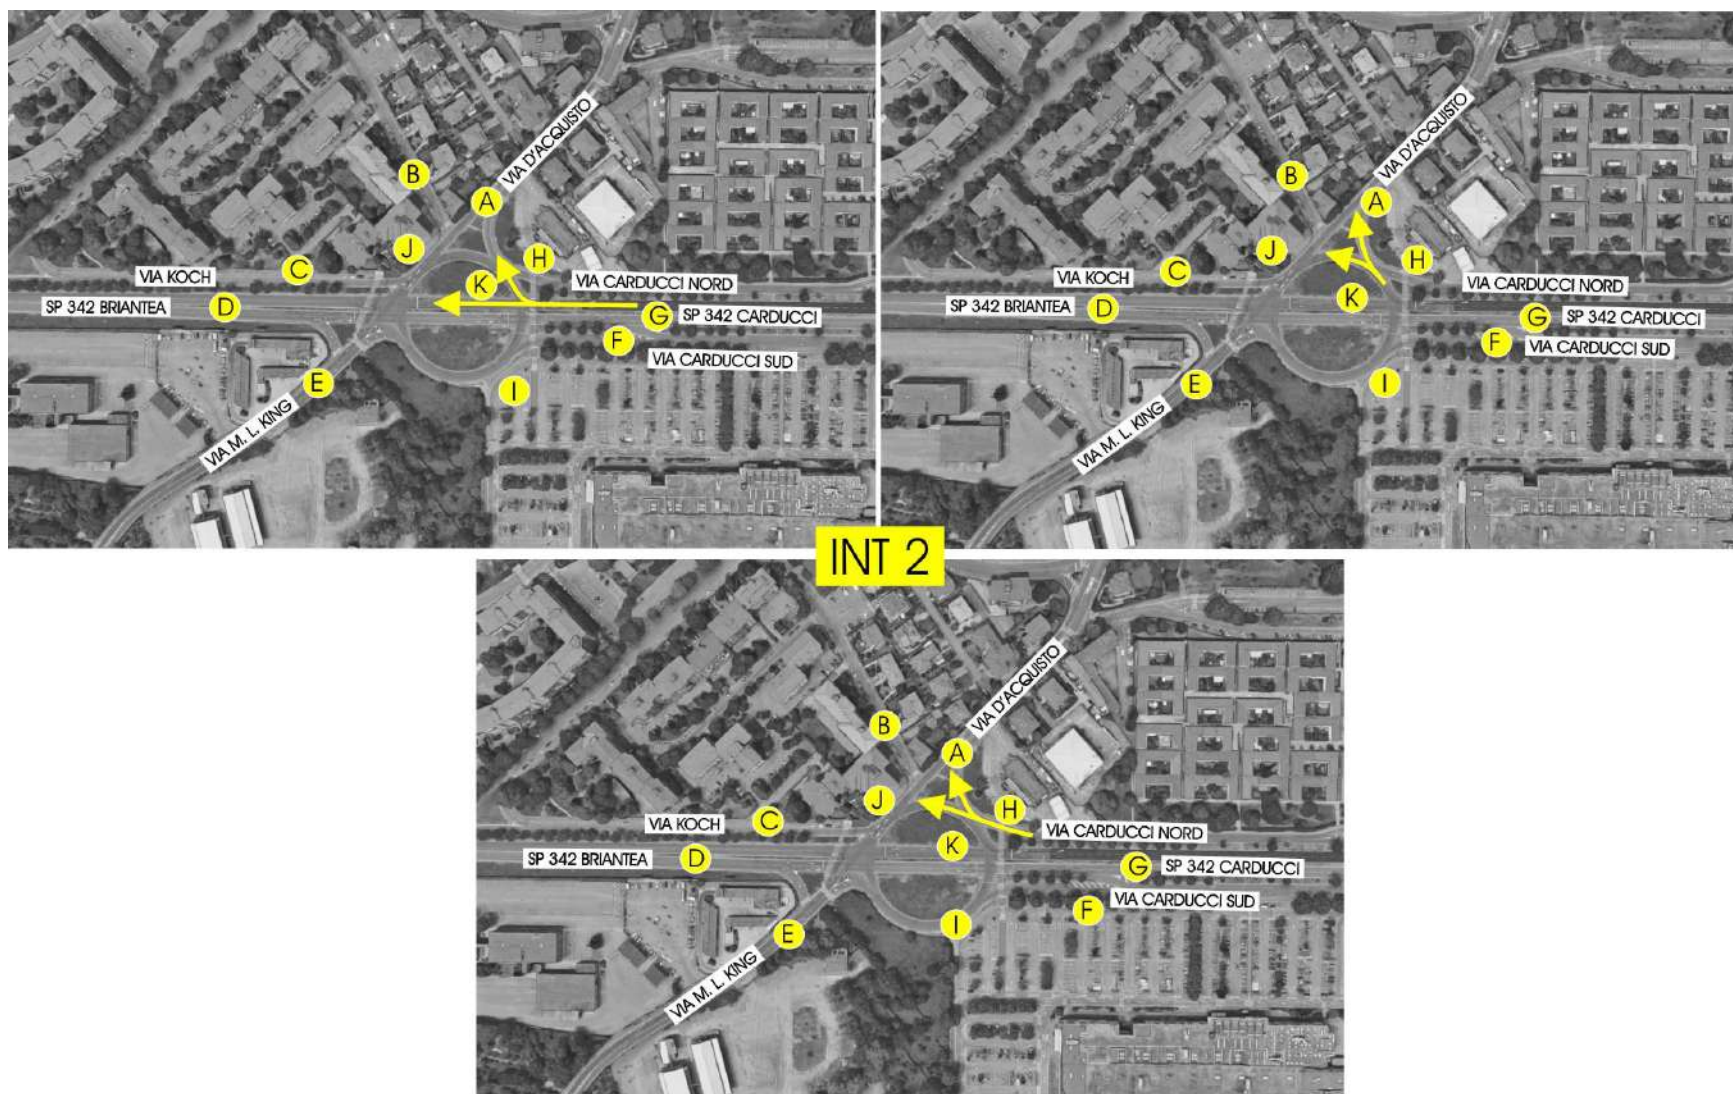 VIA D'ACQUISTO
B
A
J
H
C
VIA KOCH
K
VIA CARDUCCI NORD
SP 342 BRIANTEA
D
G
SP 342 CARDUCCI
F
VIA CARDUCCI SUD
E
I
VIA M. L. KING
VIA D'ACQUISTO
B
A
J
H
C
VIA KOCH
K
VIA CARDUCCI NORD
SP 342 BRIANTEA
D
G
SP 342 CARDUCCI
F
VIA CARDUCCI SUD
E
I
VIA M. L. KING
INT 2
VIA D'ACQUISTO
B
A
J
H
C
VIA KOCH
K
VIA CARDUCCI NORD
SP 342 BRIANTEA
D
G
SP 342 CARDUCCI
F
VIA CARDUCCI SUD
E
I
VIA M. L. KING